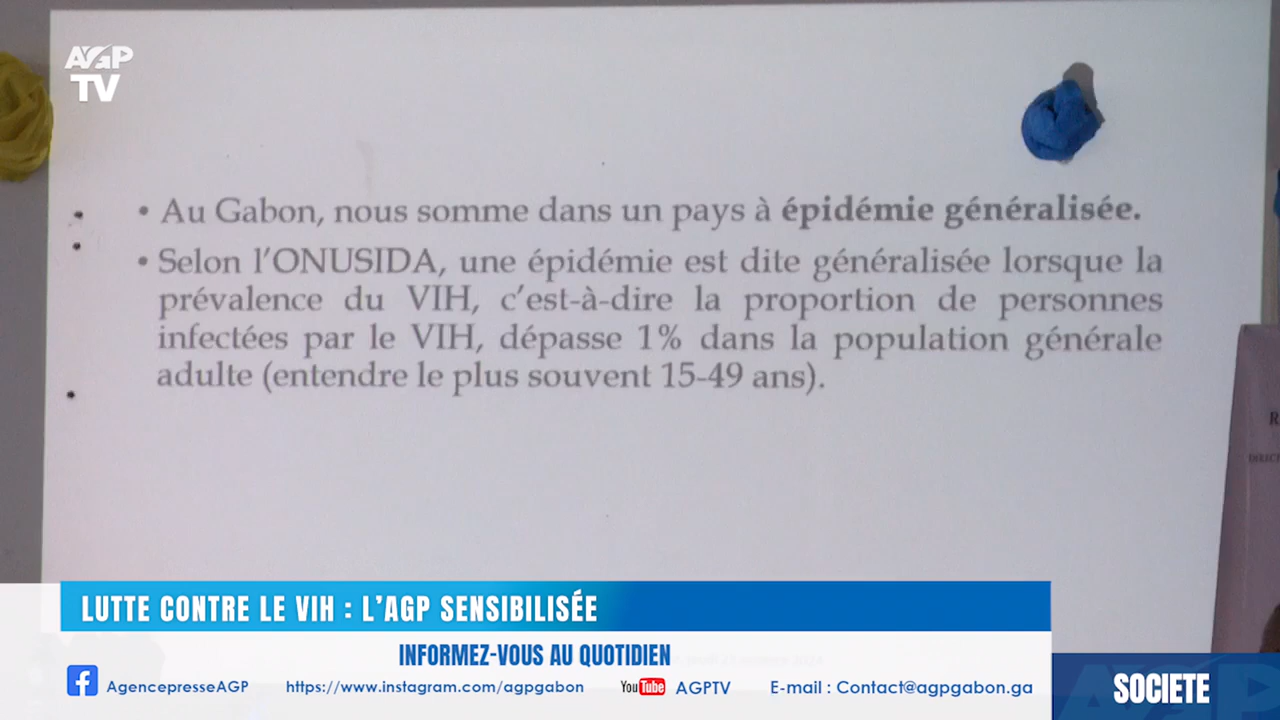 AGP
TV
• Au Gabon, nous somme dans un pays à épidémie généralisée.
• Selon l'ONUSIDA, une épidémie est dite généralisée lorsque la
prévalence du VIH, c'est-à-dire la proportion de personnes
infectées par le VIH, dépasse 1% dans la population générale
adulte (entendre le plus souvent 15-49 ans).
LUTTE CONTRE LE VIH : L'AGP SENSIBILISÉE
INFORMEZ-VOUS AU QUOTIDIEN
AgencepresseAGP https://www.instagram.com/agpgabon YouTube AGPTV E-mail : Contact@agpgabon.ga
SOCIETE